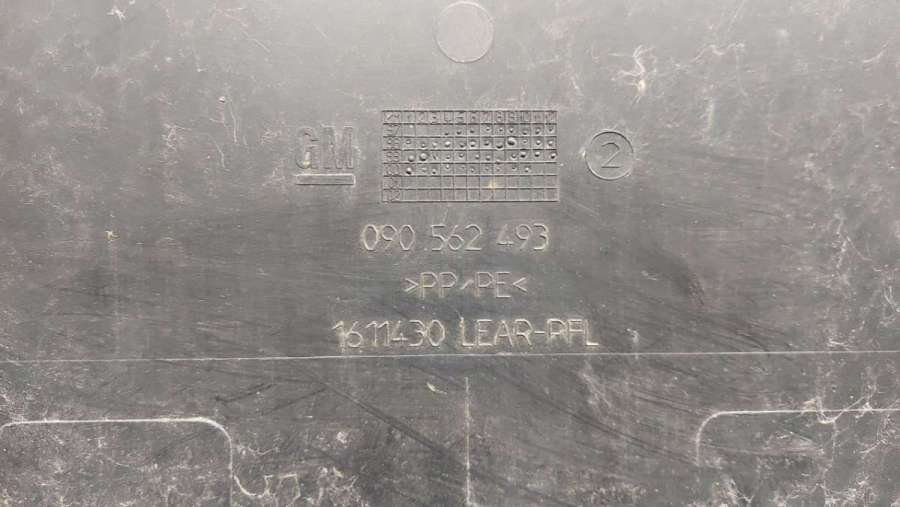 GM
2
090 562 493
>PP/PE<
1611430 LEAR-RFL